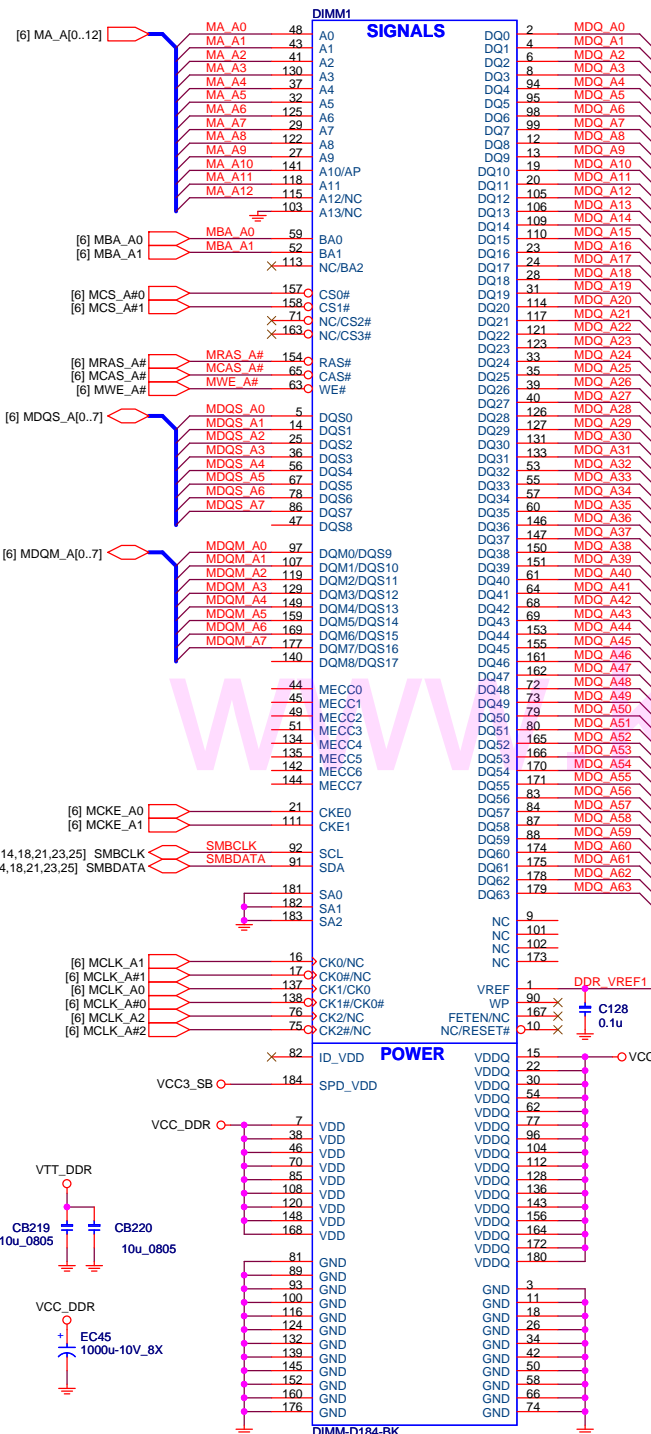 DIMM1
SIGNALS
[6] MA_A[0..12]
MA_A0 48 A0
MA_A1 43 A1
MA_A2 41 A2
MA_A3 130 A3
MA_A4 37 A4
MA_A5 32 A5
MA_A6 125 A6
MA_A7 29 A7
MA_A8 122 A8
MA_A9 27 A9
MA_A10 141 A10/AP
MA_A11 118 A11
MA_A12 115 A12/NC
103 A13/NC
[6] MBA_A0 MBA_A0 59 BA0
[6] MBA_A1 MBA_A1 52 BA1
113 NC/BA2
[6] MCS_A#0 157 CS0#
[6] MCS_A#1 158 CS1#
71 NC/CS2#
163 NC/CS3#
[6] MRAS_A# MRAS_A# 154 RAS#
[6] MCAS_A# MCAS_A# 65 CAS#
[6] MWE_A# MWE_A# 63 WE#
[6] MDQS_A[0..7]
MDQS_A0 5 DQS0
MDQS_A1 14 DQS1
MDQS_A2 25 DQS2
MDQS_A3 36 DQS3
MDQS_A4 56 DQS4
MDQS_A5 67 DQS5
MDQS_A6 78 DQS6
MDQS_A7 86 DQS7
47 DQS8
[6] MDQM_A[0..7]
MDQM_A0 97 DQM0/DQS9
MDQM_A1 107 DQM1/DQS10
MDQM_A2 119 DQM2/DQS11
MDQM_A3 129 DQM3/DQS12
MDQM_A4 149 DQM4/DQS13
MDQM_A5 159 DQM5/DQS14
MDQM_A6 169 DQM6/DQS15
MDQM_A7 177 DQM7/DQS16
140 DQM8/DQS17
44 MECC0
45 MECC1
49 MECC2
51 MECC3
134 MECC4
135 MECC5
142 MECC6
144 MECC7
[6] MCKE_A0 21 CKE0
[6] MCKE_A1 111 CKE1
14,18,21,23,25] SMBCLK SMBCLK 92 SCL
4,18,21,23,25] SMBDATA SMBDATA 91 SDA
181 SA0
182 SA1
183 SA2
[6] MCLK_A1 16 CK0/NC
[6] MCLK_A#1 17 CK0#/NC
[6] MCLK_A0 137 CK1/CK0
[6] MCLK_A#0 138 CK1#/CK0#
[6] MCLK_A2 76 CK2/NC
[6] MCLK_A#2 75 CK2#/NC
DQ0 2 MDQ_A0
DQ1 4 MDQ_A1
DQ2 6 MDQ_A2
DQ3 8 MDQ_A3
DQ4 94 MDQ_A4
DQ5 95 MDQ_A5
DQ6 98 MDQ_A6
DQ7 99 MDQ_A7
DQ8 12 MDQ_A8
DQ9 13 MDQ_A9
DQ10 19 MDQ_A10
DQ11 20 MDQ_A11
DQ12 105 MDQ_A12
DQ13 106 MDQ_A13
DQ14 109 MDQ_A14
DQ15 110 MDQ_A15
DQ16 23 MDQ_A16
DQ17 24 MDQ_A17
DQ18 28 MDQ_A18
DQ19 31 MDQ_A19
DQ20 114 MDQ_A20
DQ21 117 MDQ_A21
DQ22 121 MDQ_A22
DQ23 123 MDQ_A23
DQ24 33 MDQ_A24
DQ25 35 MDQ_A25
DQ26 39 MDQ_A26
DQ27 40 MDQ_A27
DQ28 126 MDQ_A28
DQ29 127 MDQ_A29
DQ30 131 MDQ_A30
DQ31 133 MDQ_A31
DQ32 53 MDQ_A32
DQ33 55 MDQ_A33
DQ34 57 MDQ_A34
DQ35 60 MDQ_A35
DQ36 146 MDQ_A36
DQ37 147 MDQ_A37
DQ38 150 MDQ_A38
DQ39 151 MDQ_A39
DQ40 61 MDQ_A40
DQ41 64 MDQ_A41
DQ42 68 MDQ_A42
DQ43 69 MDQ_A43
DQ44 153 MDQ_A44
DQ45 155 MDQ_A45
DQ46 161 MDQ_A46
DQ47 162 MDQ_A47
DQ48 72 MDQ_A48
DQ49 73 MDQ_A49
DQ50 79 MDQ_A50
DQ51 80 MDQ_A51
DQ52 165 MDQ_A52
DQ53 166 MDQ_A53
DQ54 170 MDQ_A54
DQ55 171 MDQ_A55
DQ56 83 MDQ_A56
DQ57 84 MDQ_A57
DQ58 87 MDQ_A58
DQ59 88 MDQ_A59
DQ60 174 MDQ_A60
DQ61 175 MDQ_A61
DQ62 178 MDQ_A62
DQ63 179 MDQ_A63
NC 9
NC 101
NC 102
NC 173
VREF 1 DDR_VREF1
WP 90
FETEN/NC 167
NC/RESET# 10
C128
0.1u
www.
POWER
82 ID_VDD
VCC3_SB 184 SPD_VDD
VCC_DDR 7 VDD
38 VDD
46 VDD
70 VDD
85 VDD
108 VDD
120 VDD
148 VDD
168 VDD
81 GND
89 GND
93 GND
100 GND
116 GND
124 GND
132 GND
139 GND
145 GND
152 GND
160 GND
176 GND
VDDQ 15 VCC
VDDQ 22
VDDQ 30
VDDQ 54
VDDQ 62
VDDQ 77
VDDQ 96
VDDQ 104
VDDQ 112
VDDQ 128
VDDQ 136
VDDQ 143
VDDQ 156
VDDQ 164
VDDQ 172
VDDQ 180
GND 3
GND 11
GND 18
GND 26
GND 34
GND 42
GND 50
GND 58
GND 66
GND 74
VTT_DDR
CB219
10u_0805
CB220
10u_0805
VCC_DDR
+ EC45
1000u-10V_8X
DIMM-D184-BK